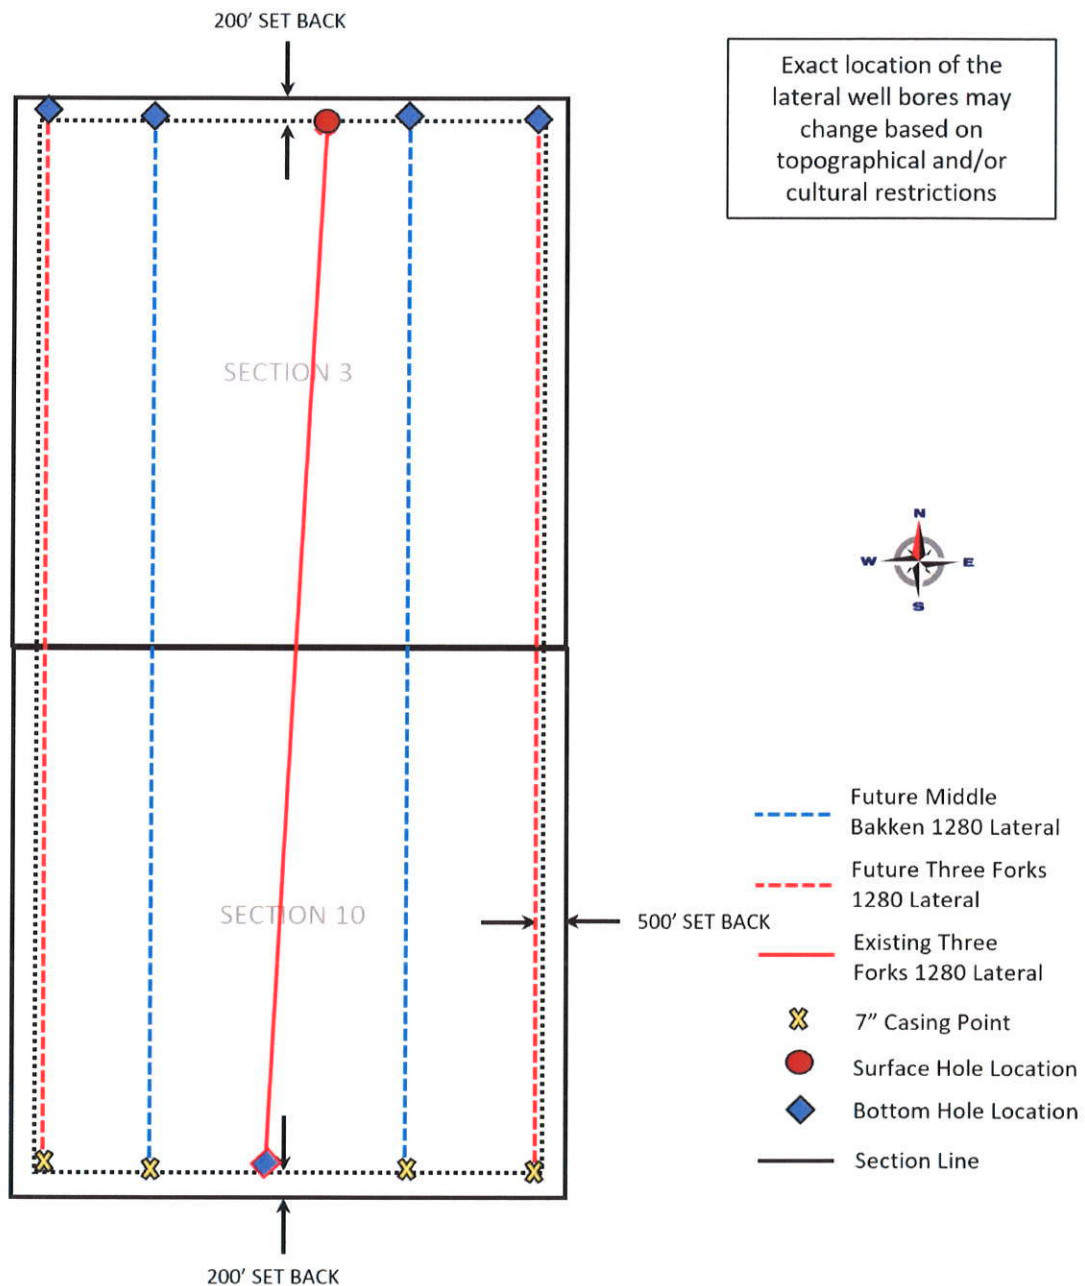 200' SET BACK
Exact location of the
lateral well bores may
change based on
topographical and/or
cultural restrictions
SECTION 3
N
W
E
S
SECTION 10
500' SET BACK
Future Middle
Bakken 1280 Lateral
Future Three Forks
1280 Lateral
Existing Three
Forks 1280 Lateral
7” Casing Point
Surface Hole Location
Bottom Hole Location
Section Line
200' SET BACK